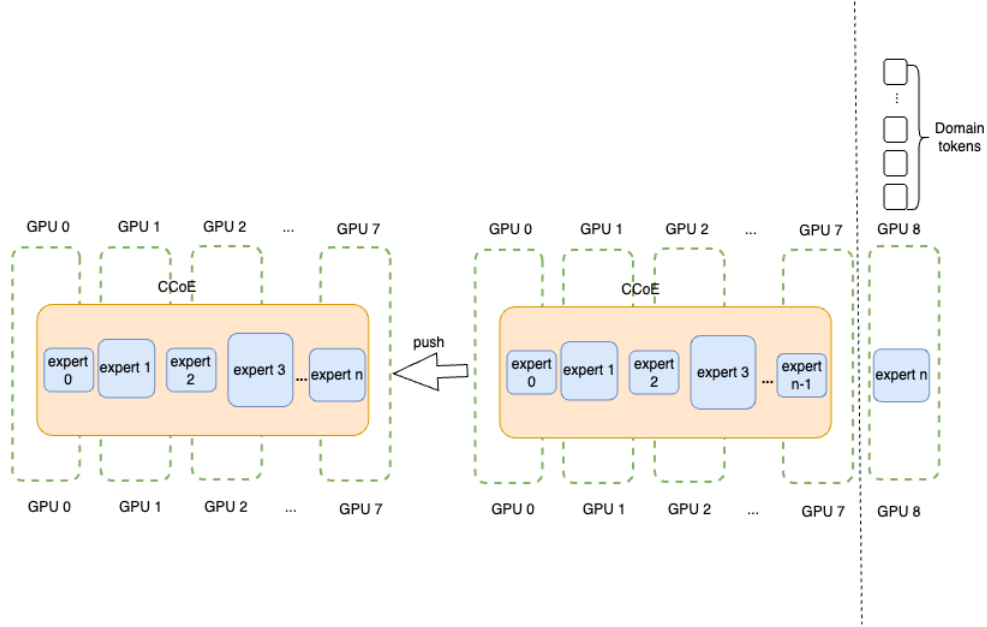 Domain
tokens
GPU 0
GPU 1
GPU 2
...
GPU 7
GPU 0
GPU 1
GPU 2
...
GPU 7
GPU 8
CCoE
expert
0
expert 1
expert
2
expert 3
...
expert n
push
CCoE
expert
0
expert 1
expert
2
expert 3
...
expert
n-1
expert n
GPU 0
GPU 1
GPU 2
...
GPU 7
GPU 0
GPU 1
GPU 2
...
GPU 7
GPU 8